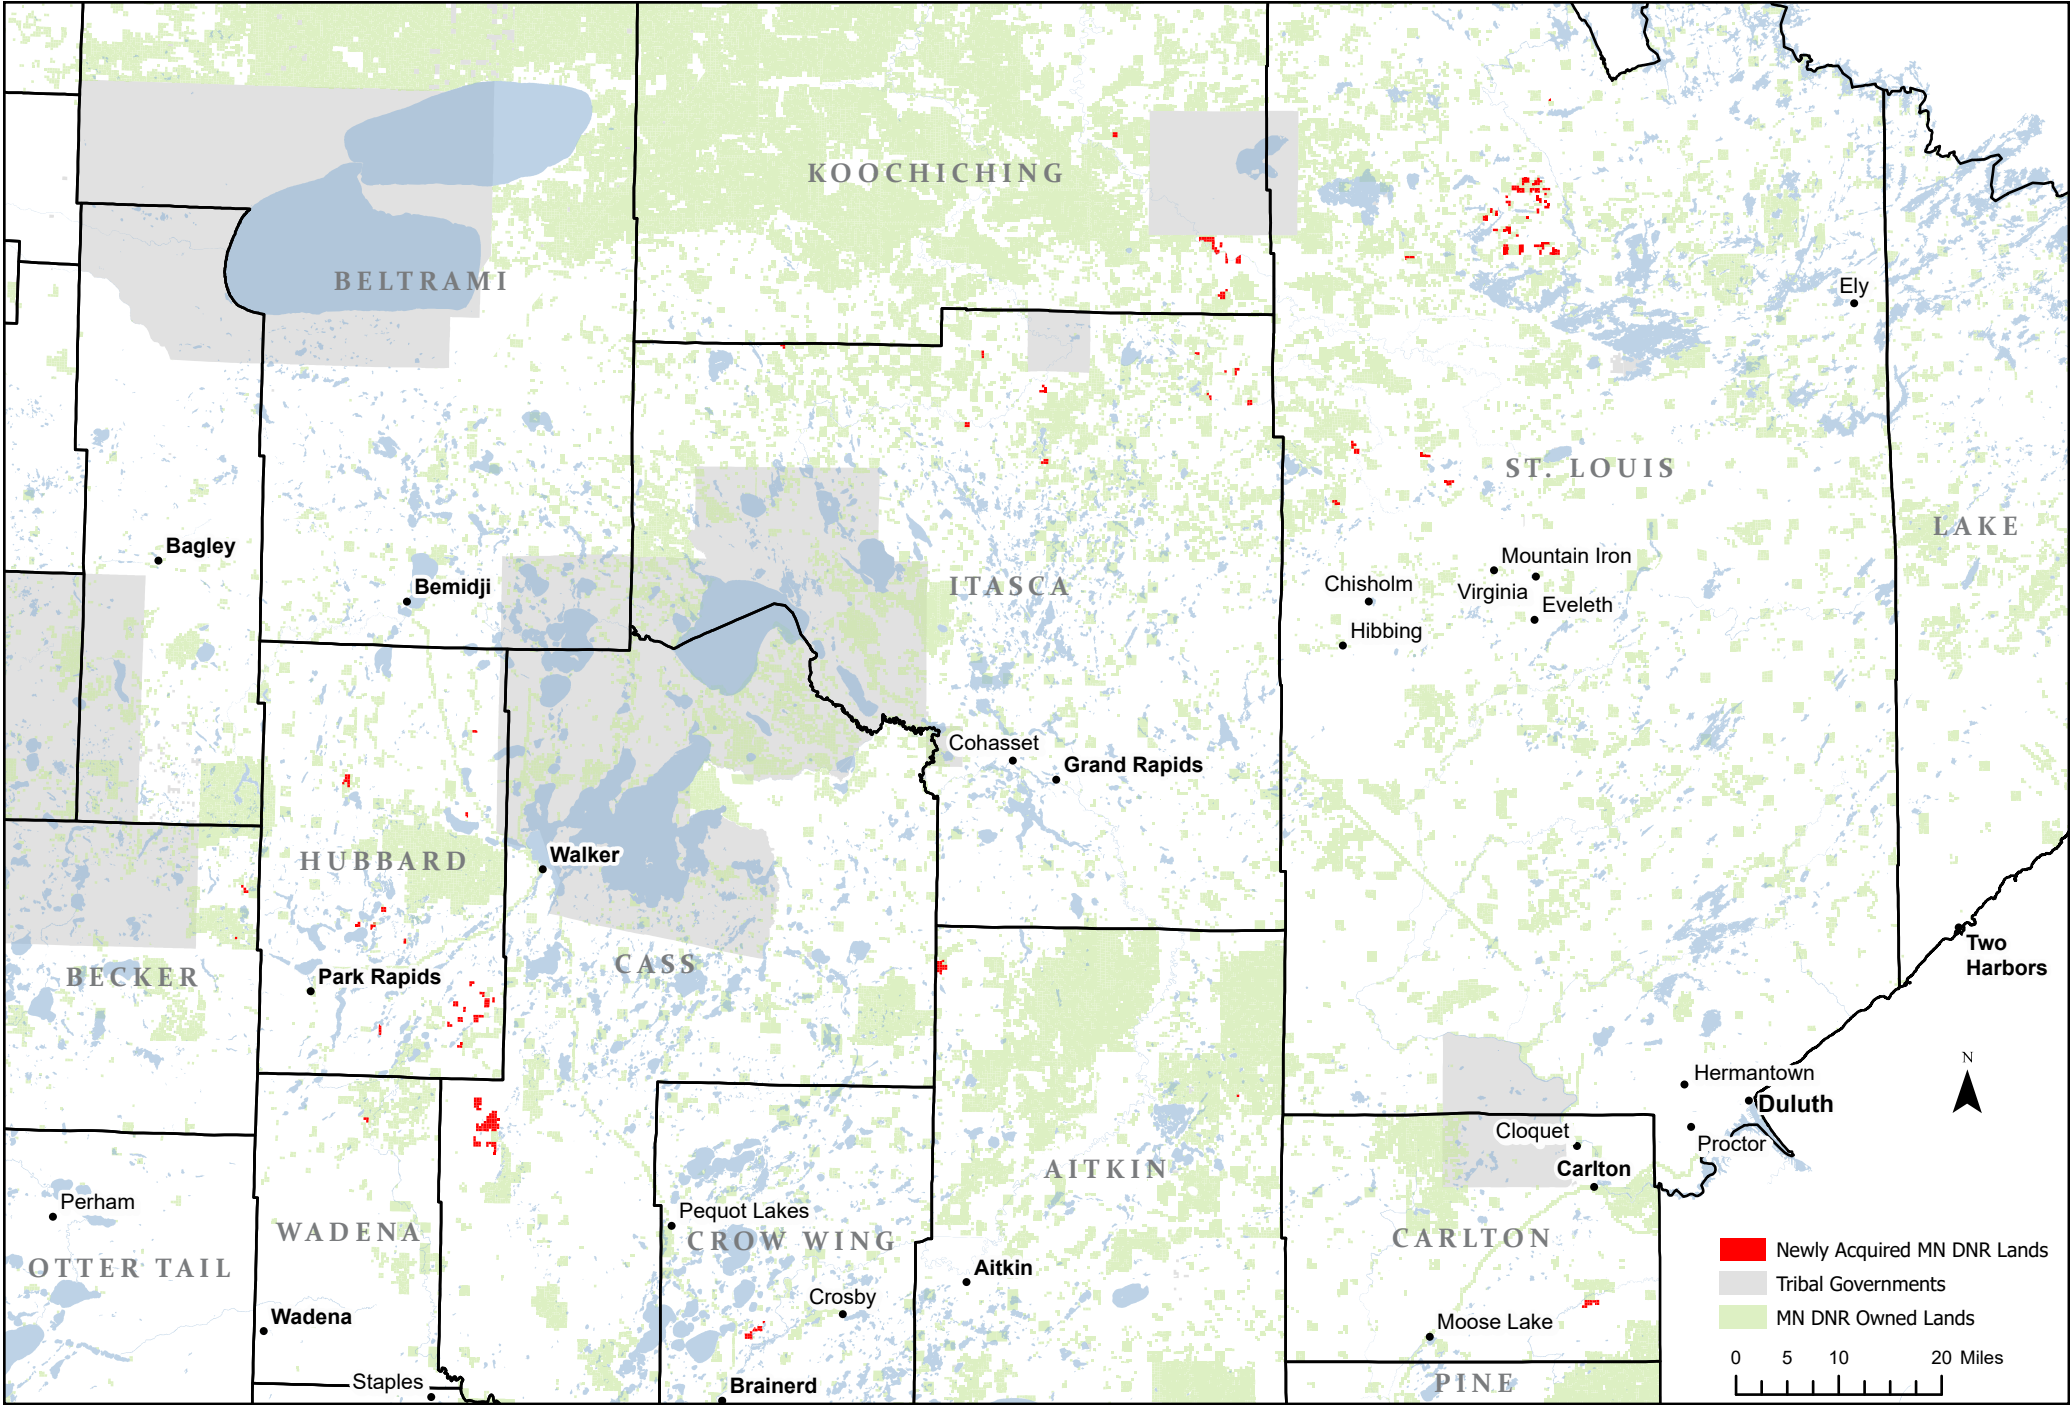 KOOCHICHING
BELTRAMI
Ely
ST. LOUIS
LAKE
Bagley
Bemidji
ITASCA
Mountain Iron
Chisholm
Virginia
Eveleth
Hibbing
Cohasset
Grand Rapids
HUBBARD
Walker
Two
Harbors
CASS
BECKER
Park Rapids
N
Hermantown
Duluth
Cloquet
Proctor
Carlton
AITKIN
Perham
Pequot Lakes
WADENA
CROW WING
CARLTON
OTTER TAIL
Aitkin
Crosby
Wadena
Moose Lake
Staples
Brainerd
PINE
Newly Acquired MN DNR Lands
Tribal Governments
MN DNR Owned Lands
0 5 10 20 Miles